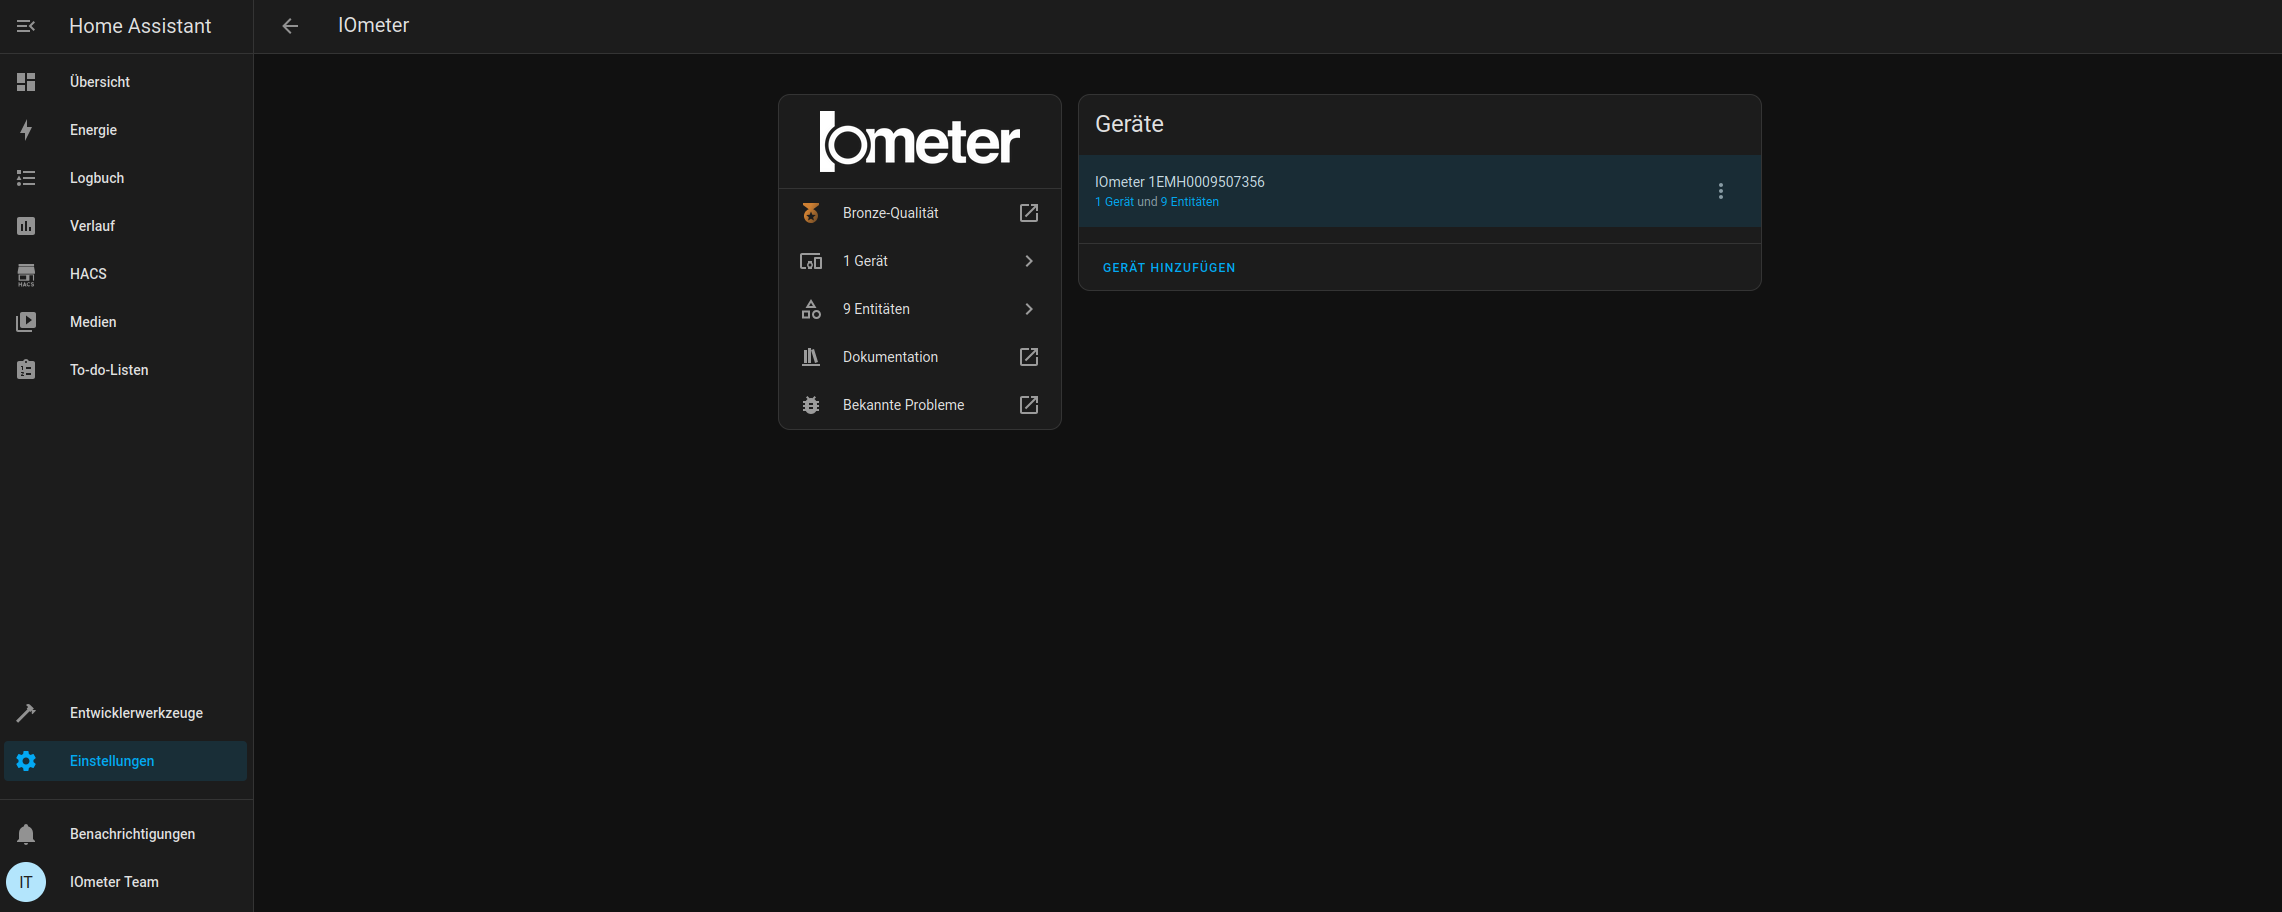 Home Assistant
IOmeter
Übersicht
Energie
Logbuch
Verlauf
HACS
HACS
Medien
To-do-Listen
Entwicklerwerkzeuge
Einstellungen
Benachrichtigungen
IT
IOmeter Team
IOmeter
Bronze-Qualität
1 Gerät
9 Entitäten
Dokumentation
Bekannte Probleme
Geräte
IOmeter 1EMH0009507356
1 Gerät und 9 Entitäten
GERÄT HINZUFÜGEN